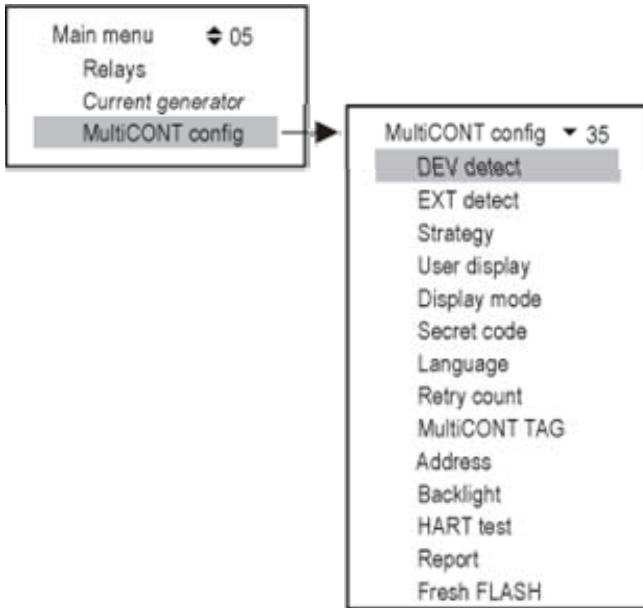 Main menu 05
Relays
Current generator
MultiCONT config
MultiCONT config 35
DEV detect
EXT detect
Strategy
User display
Display mode
Secret code
Language
Retry count
MultiCONT TAG
Address
Backlight
HART test
Report
Fresh FLASH